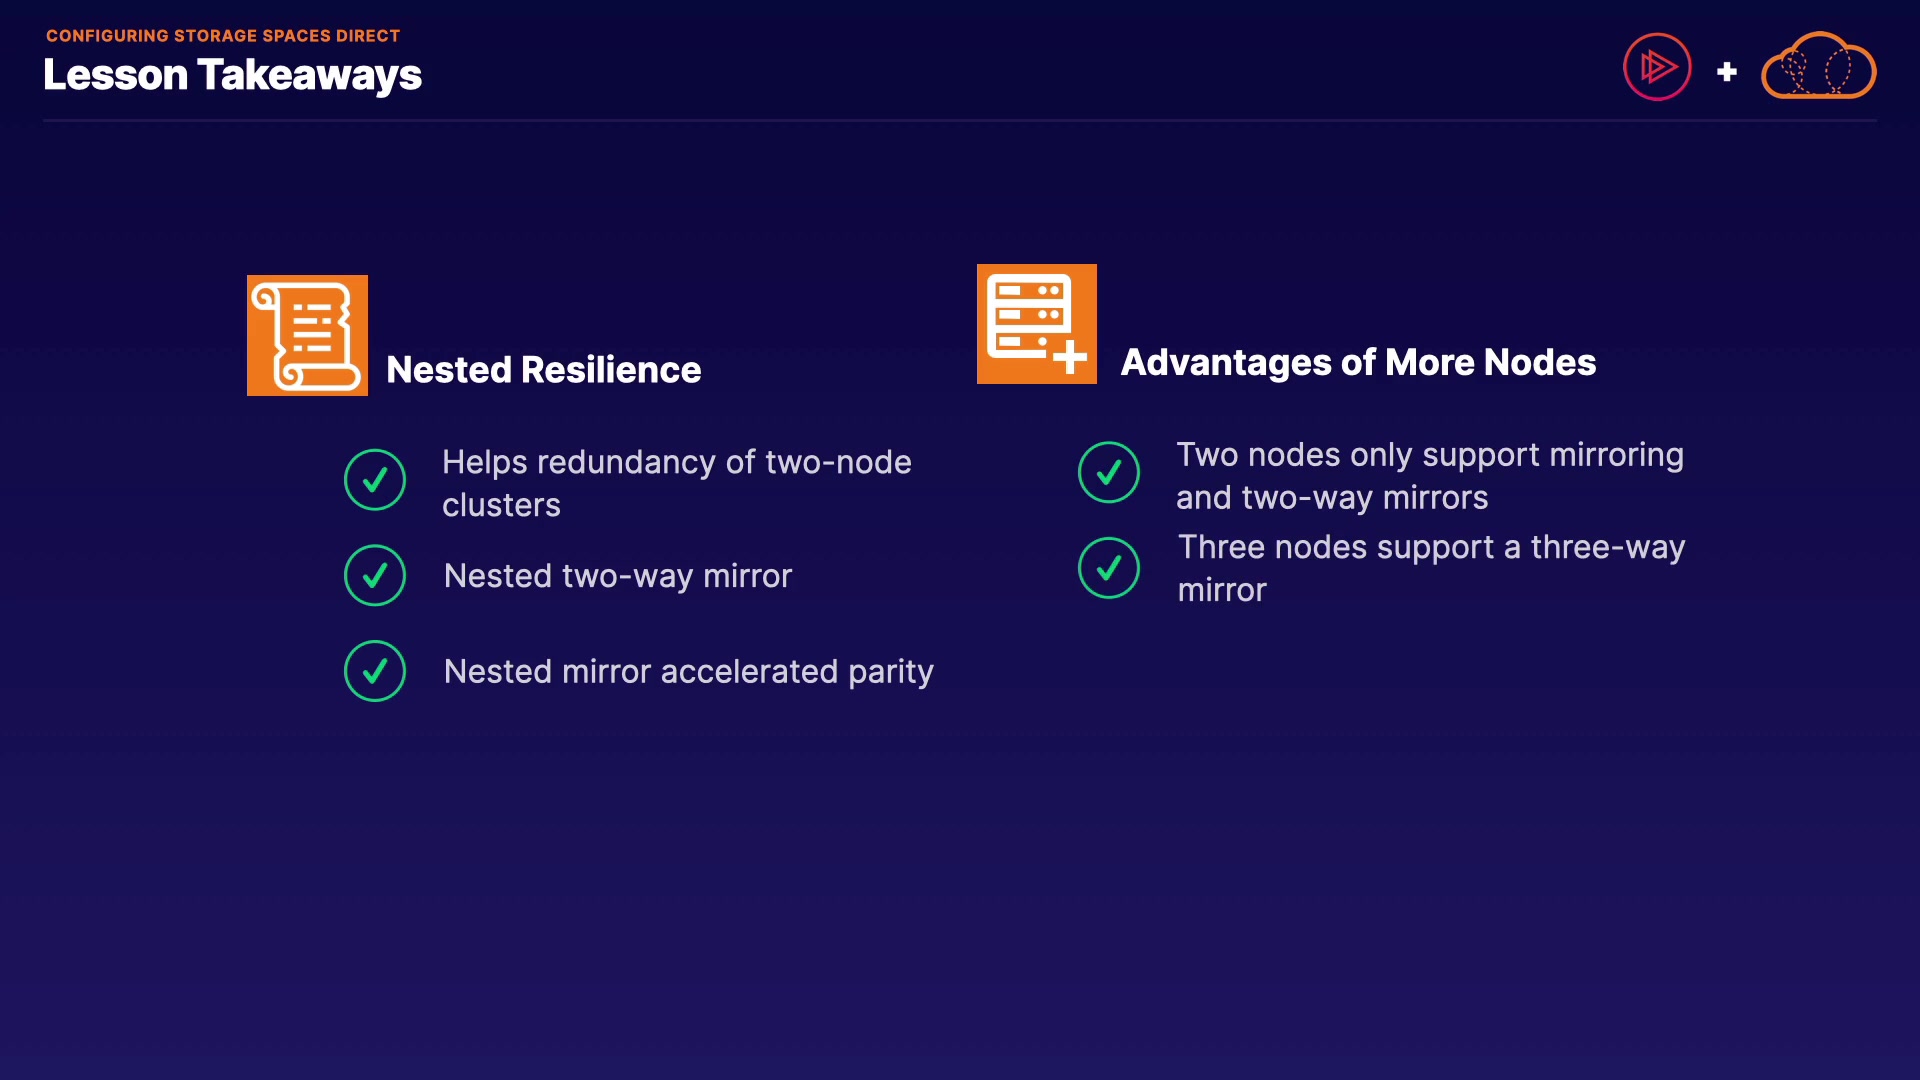 CONFIGURING STORAGE SPACES DIRECT
Lesson Takeaways
Nested Resilience
Helps redundancy of two-node
clusters
Nested two-way mirror
Nested mirror accelerated parity
Advantages of More Nodes
Two nodes only support mirroring
and two-way mirrors
Three nodes support a three-way
mirror